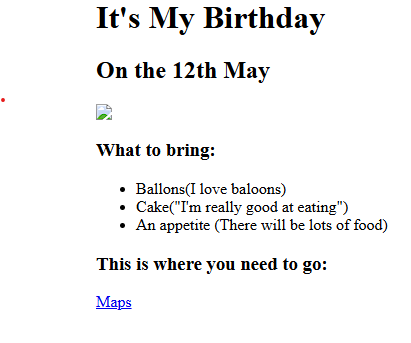 It's My Birthday
On the 12th May
What to bring:
Ballons(I love baloons)
Cake("I'm really good at eating")
An appetite (There will be lots of food)
This is where you need to go:
Maps